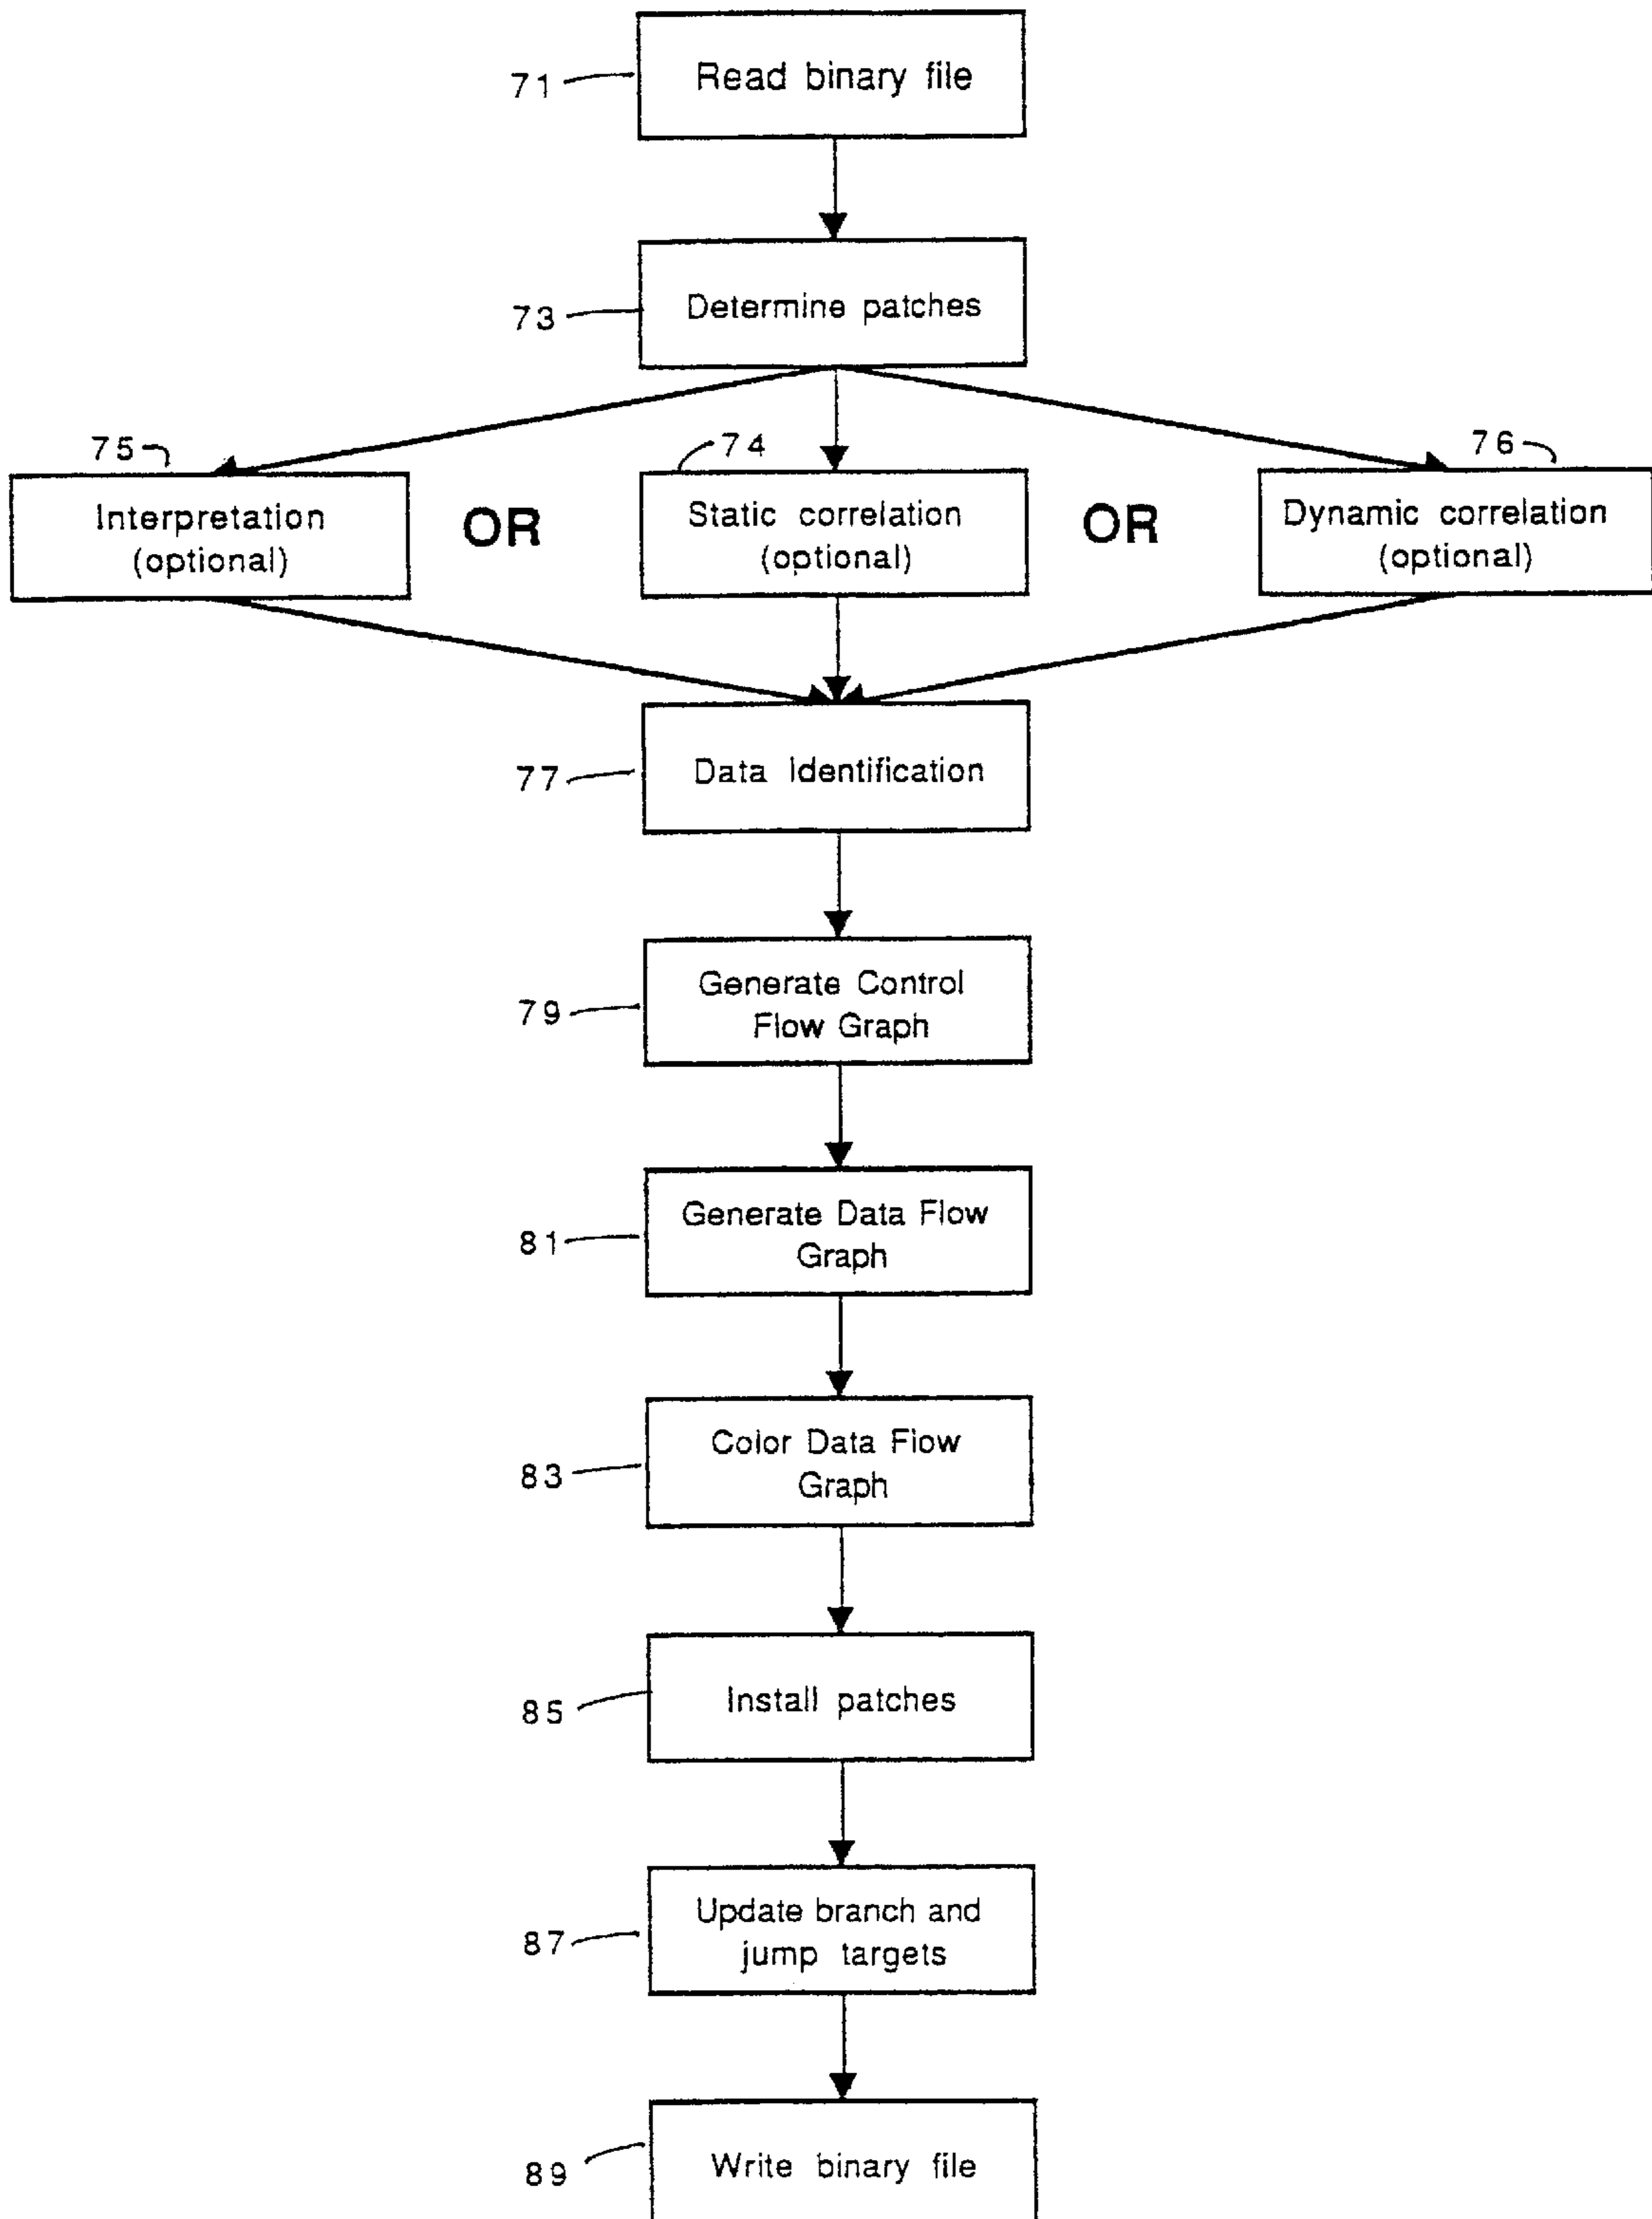 71
Read binary file
73
Determine patches
75
74
76
Interpretation
(optional)
OR
Static correlation
(optional)
OR
Dynamic correlation
(optional)
77
Data Identification
79
Generate Control
Flow Graph
81
Generate Data Flow
Graph
83
Color Data Flow
Graph
85
Install patches
87
Update branch and
jump targets
89
Write binary file